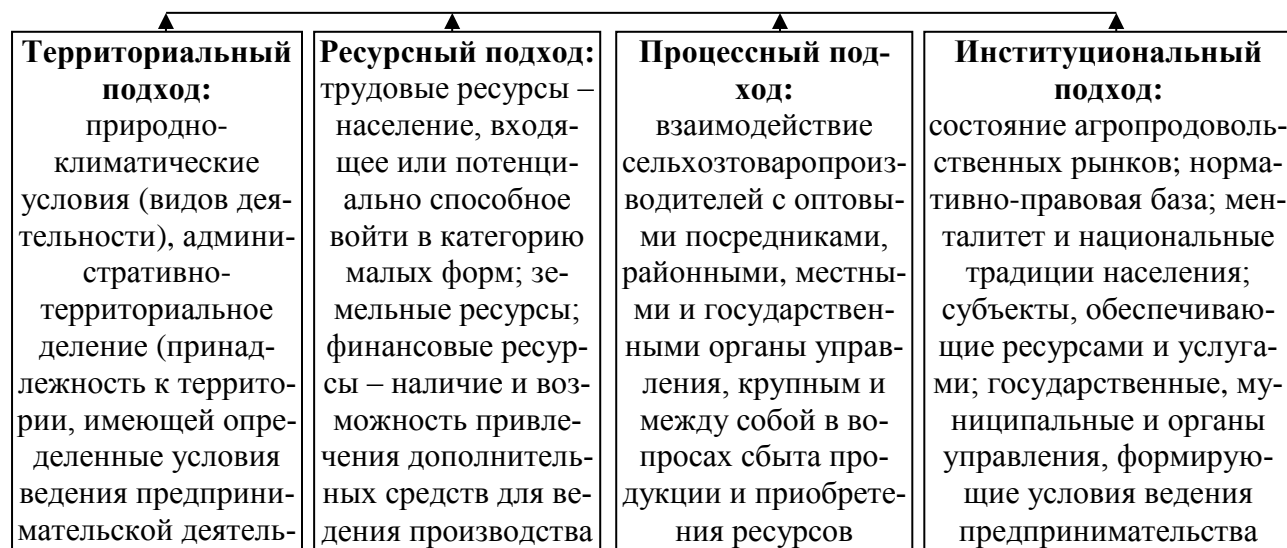 Территориальный
подход:
природно-
климатические
условия (видов дея-
тельности), админи-
стративно-
территориальное
деление (принад-
лежность к террито-
рии, имеющей опре-
деленные условия
ведения предприни-
мательской деятель-
Ресурсный подход:
трудовые ресурсы –
население, входя-
щее или потенци-
ально способное
войти в категорию
малых форм; зе-
мельные ресурсы;
финансовые ресур-
сы – наличие и воз-
можность привле-
чения дополнитель-
ных средств для ве-
дения производства
Процессный под-
ход:
взаимодействие
сельхозтоваропроиз-
водителей с оптовы-
ми посредниками,
районными, местны-
ми и государствен-
ными органы управ-
ления, крупным и
между собой в во-
просах сбыта про-
дукции и приобрете-
ния ресурсов
Институциональный
подход:
состояние агропродоволь-
ственных рынков; норма-
тивно-правовая база; мен-
талитет и национальные
традиции населения;
субъекты, обеспечиваю-
щие ресурсами и услуга-
ми; государственные, му-
ниципальные и органы
управления, формирую-
щие условия ведения
предпринимательства